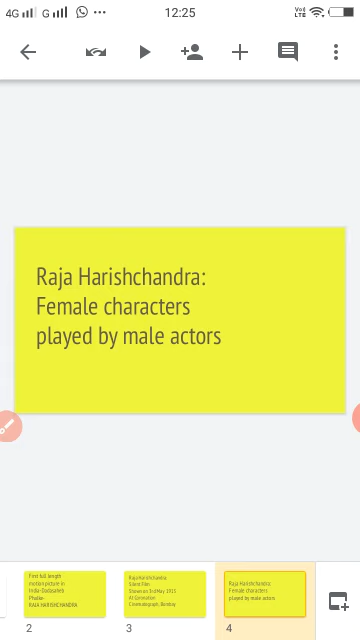 4G G 12:25 Vo) LTE
Raja Harishchandra:
Female characters
played by male actors
First full length
motion picture in
India-Dadasaheb
Phalke-
RAJA HARISHCHANDRA
Raja Harishchandra:
Silent Film
Shown on 3rd May 1913
At Coronation
Cinematograph, Bombay
Raja Harishchandra:
Female characters
played by male actors
2 3 4